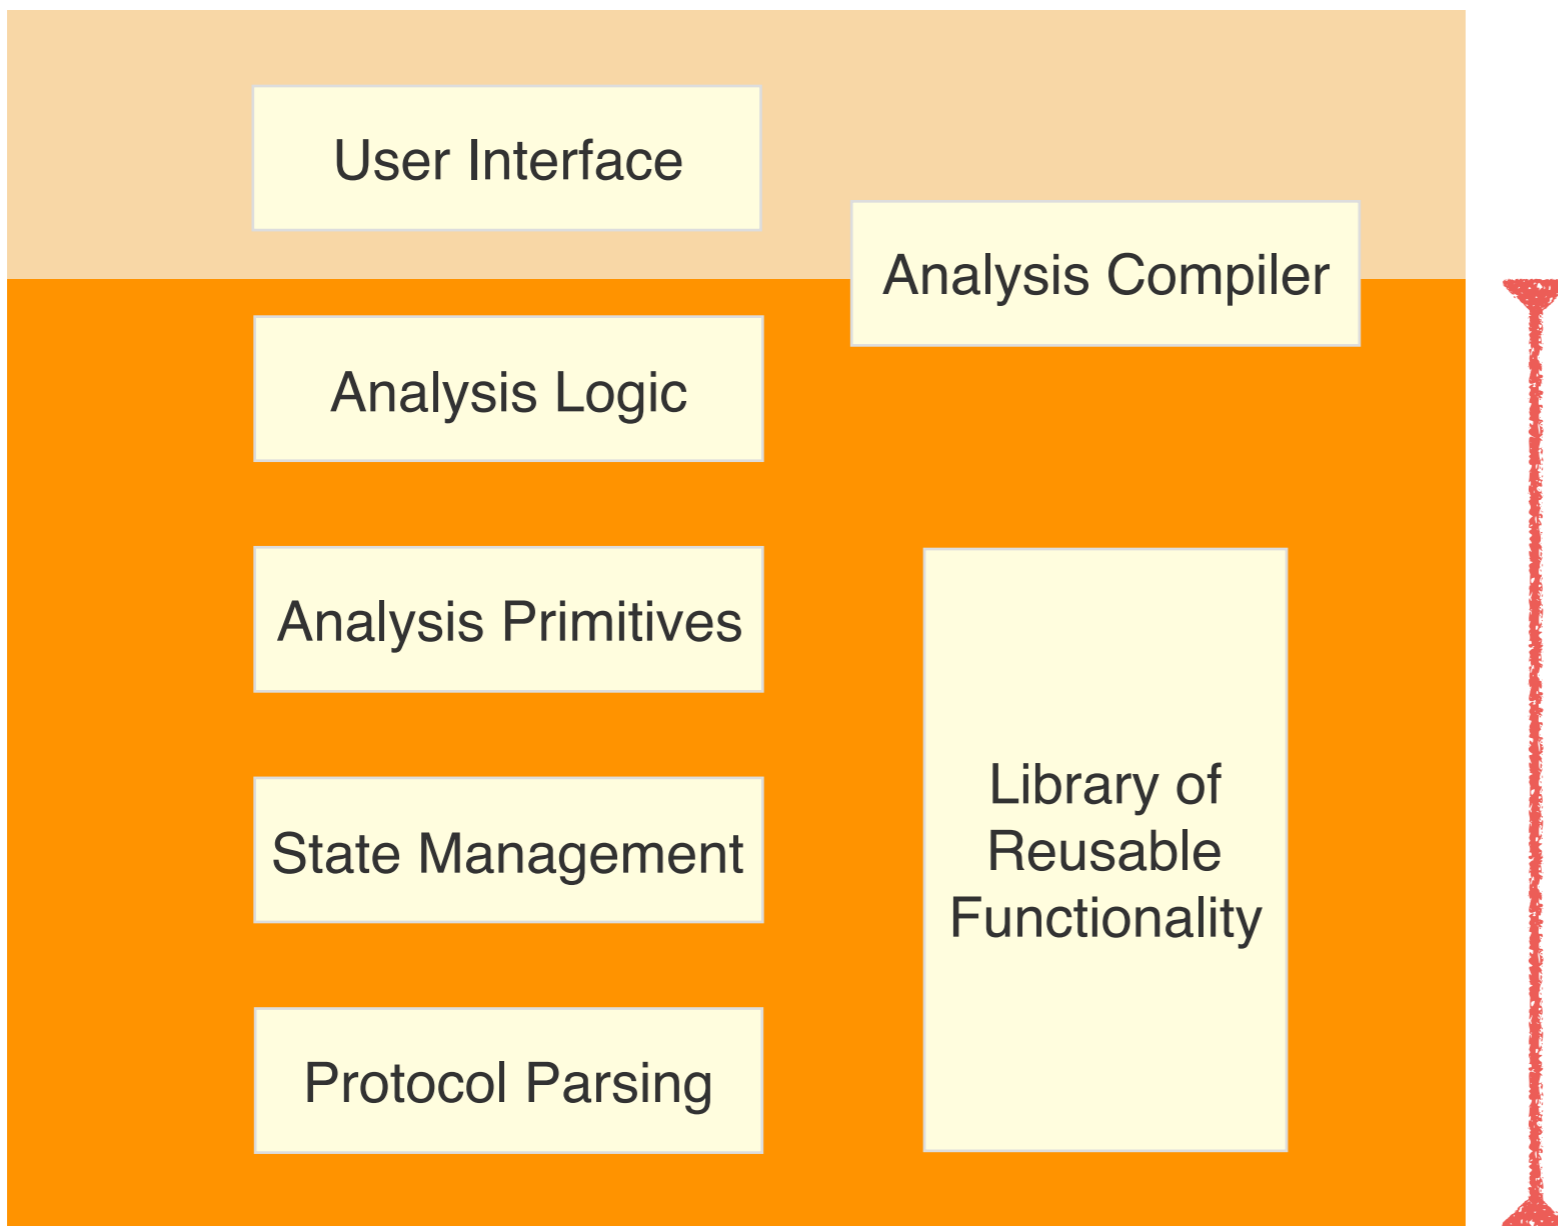 User Interface
Analysis Compiler
Analysis Logic
Analysis Primitives
State Management
Library of
Reusable
Functionality
Protocol Parsing